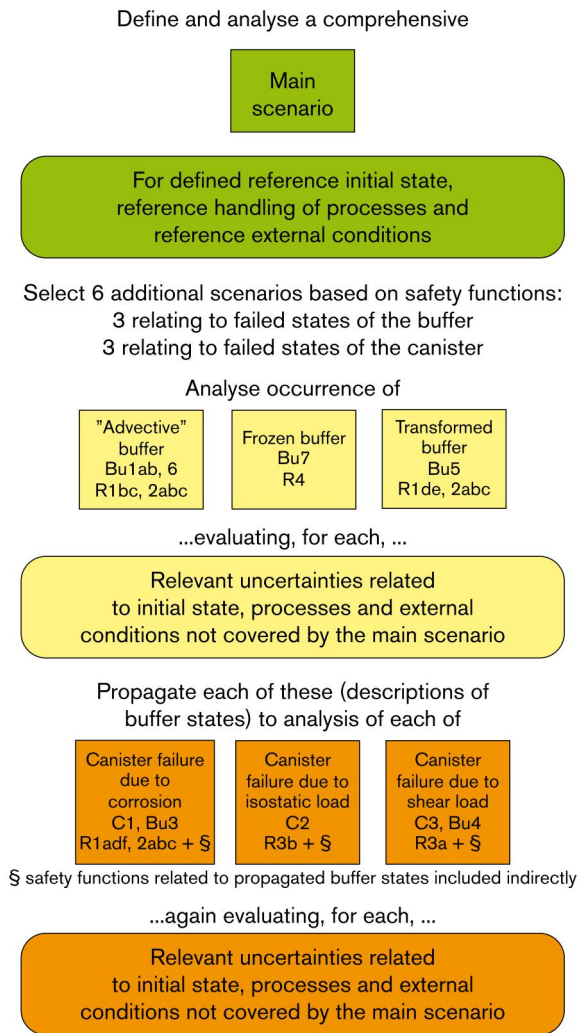 Define and analyse a comprehensive
Main
scenario
For defined reference initial state,
reference handling of processes and
reference external conditions
Select 6 additional scenarios based on safety functions:
3 relating to failed states of the buffer
3 relating to failed states of the canister
Analyse occurrence of
”Advective”
buffer
Bu1ab, 6
R1bc, 2abc
Frozen buffer
Bu7
R4
Transformed
buffer
Bu5
R1de, 2abc
...evaluating, for each, ...
Relevant uncertainties related
to initial state, processes and external
conditions not covered by the main scenario
Propagate each of these (descriptions of
buffer states) to analysis of each of
Canister failure
due to
corrosion
C1, Bu3
R1adf, 2abc + §
Canister
failure due to
isostatic load
C2
R3b + §
Canister
failure due to
shear load
C3, Bu4
R3a + §
§ safety functions related to propagated buffer states included indirectly
...again evaluating, for each, ...
Relevant uncertainties related
to initial state, processes and external
conditions not covered by the main scenario